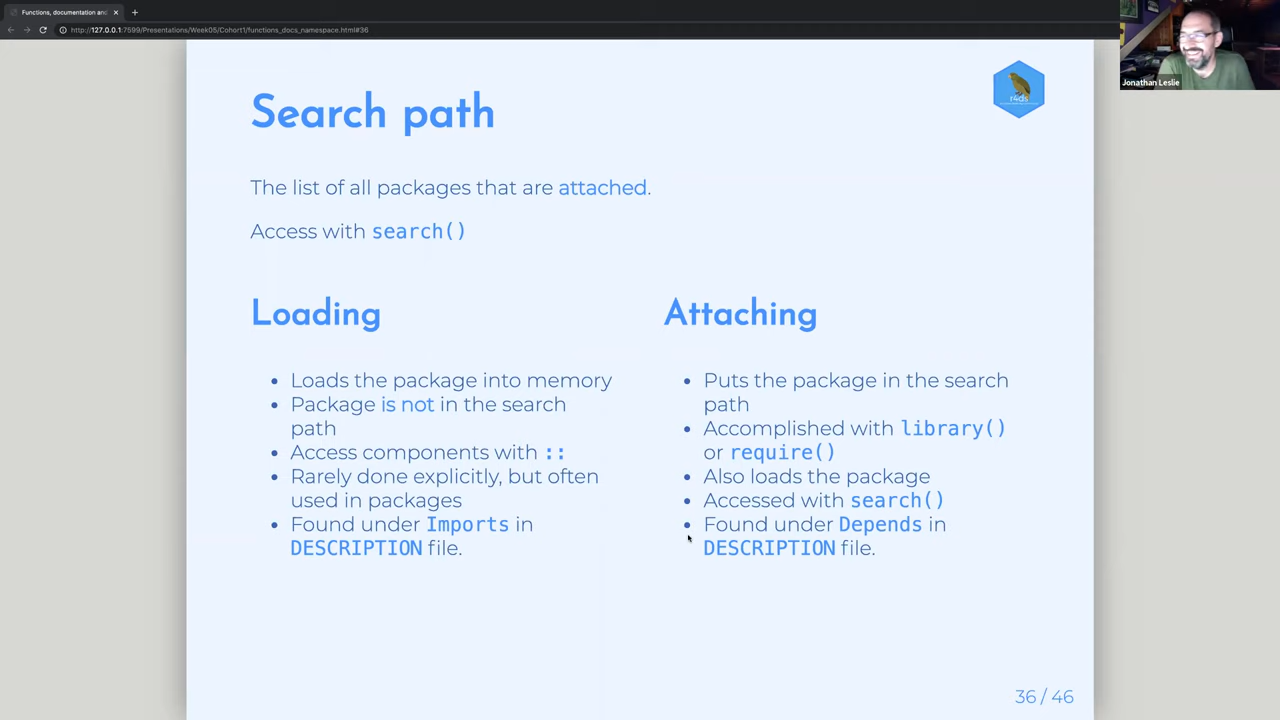 Functions, documentation and
http://127.0.0.1:7599/Presentations/Week05/Cohort1/functions_docs_namespace.html#36
Jonathan Leslie
r4ds
Search path
The list of all packages that are attached.
Access with search()
Loading
Loads the package into memory
Package is not in the search
path
Access components with ::
Rarely done explicitly, but often
used in packages
Found under Imports in
DESCRIPTION file.
Attaching
Puts the package in the search
path
Accomplished with library()
or require()
Also loads the package
Accessed with search()
Found under Depends in
DESCRIPTION file.
36 / 46